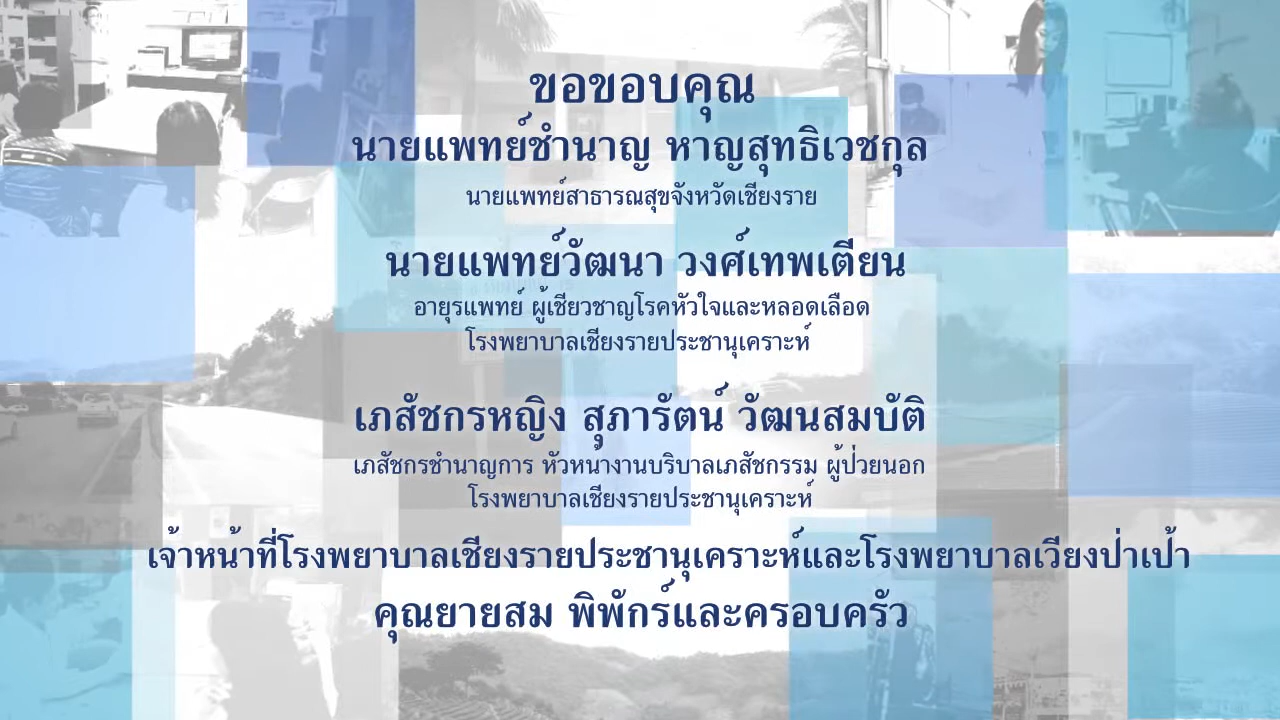 ขอขอบคุณ
นายแพทย์ชำนาญ หาญสุทธิเวชกุล
นายแพทย์สาธารณสุขจังหวัดเชียงราย
นายแพทย์วัฒนา วงศ์เทพเตียน
อายุรแพทย์ ผู้เชียวชาญโรคหัวใจและหลอดเลือด
โรงพยาบาลเชียงรายประชานุเคราะห์
เภสัชกรหญิง สุภารัตน์ วัฒนสมบัติ
เภสัชกรชำนาญการ หัวหน้างานบริบาลเภสัชกรรม ผู้ป่วยนอก
โรงพยาบาลเชียงรายประชานุเคราะห์
เจ้าหน้าที่โรงพยาบาลเชียงรายประชานุเคราะห์และโรงพยาบาลเวียงป่าเป้า
คุณยายสม พิพักร์และครอบครัว